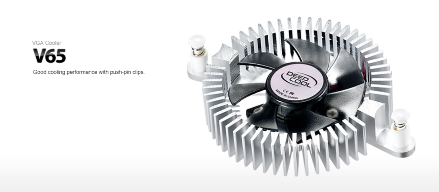 VGA Cooler
V65
Good cooling performance with push-pin clips.
DEEP
COOL